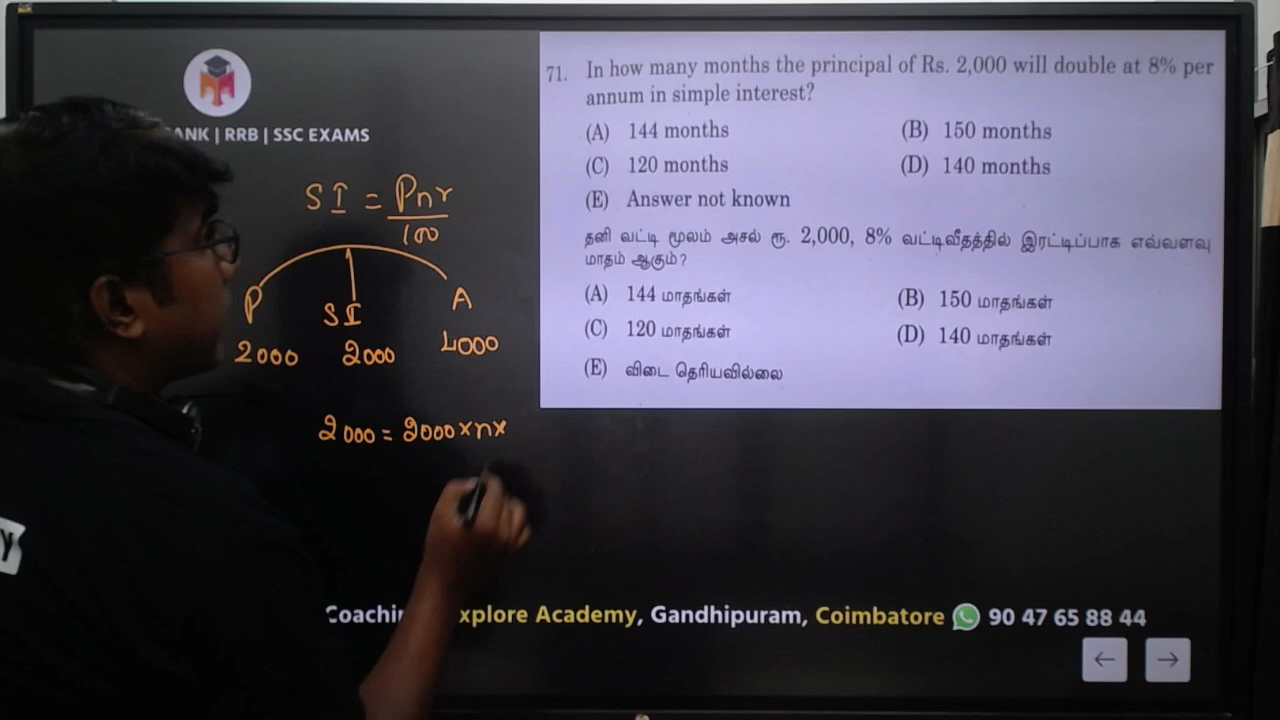 ANK | RRB | SSC EXAMS
SI = Pnr
100
P SI A
2000 2000 4000
2000 = 2000 × n ×
71. In how many months the principal of Rs. 2,000 will double at 8% per
annum in simple interest?
(A) 144 months (B) 150 months
(C) 120 months (D) 140 months
(E) Answer not known
தனி வட்டி மூலம் அசல் ரூ. 2,000, 8% வட்டிவீதத்தில் இரட்டிப்பாக எவ்வளவு
மாதம் ஆகும்?
(A) 144 மாதங்கள் (B) 150 மாதங்கள்
(C) 120 மாதங்கள் (D) 140 மாதங்கள்
(E) விடை தெரியவில்லை
Coachi xplore Academy, Gandhipuram, Coimbatore 90 47 65 88 44
Y